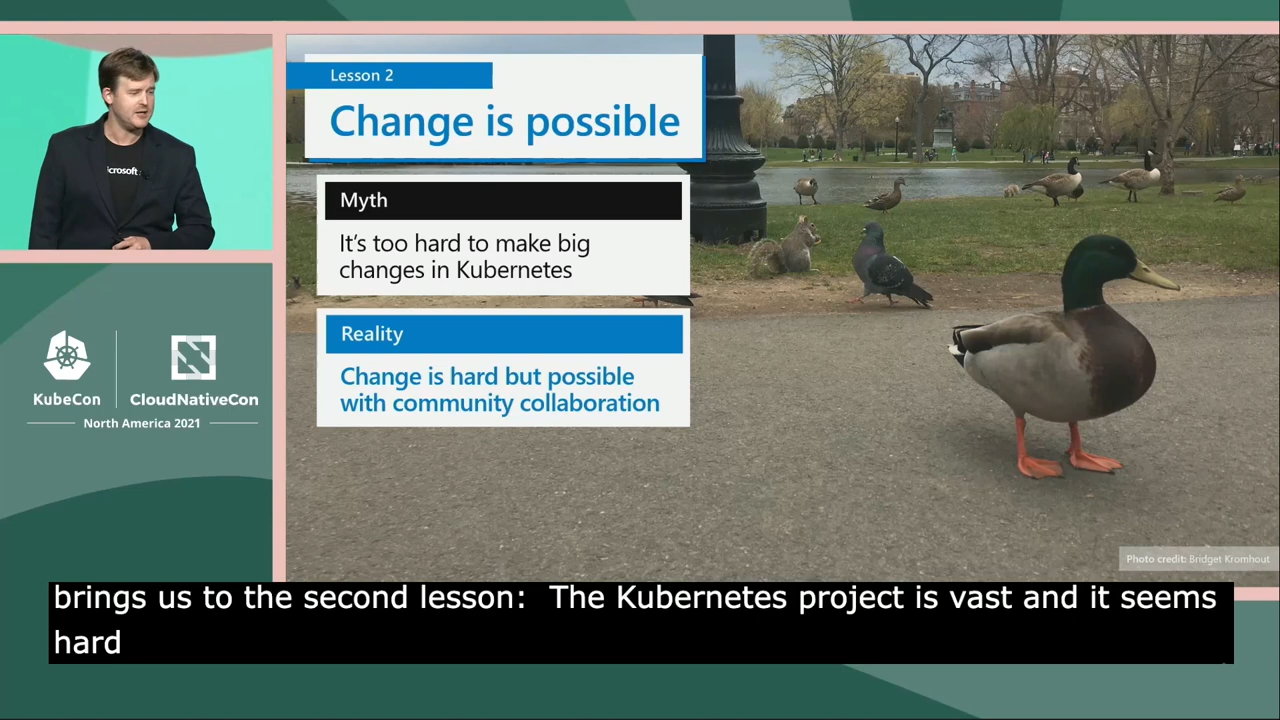 Lesson 2
Change is possible
Myth
It's too hard to make big
changes in Kubernetes
Reality
Change is hard but possible
with community collaboration
Photo credit: Bridget Kromhout
crosoft
KubeCon
CloudNativeCon
North America 2021
brings us to the second lesson:  The Kubernetes project is vast and it seems
hard